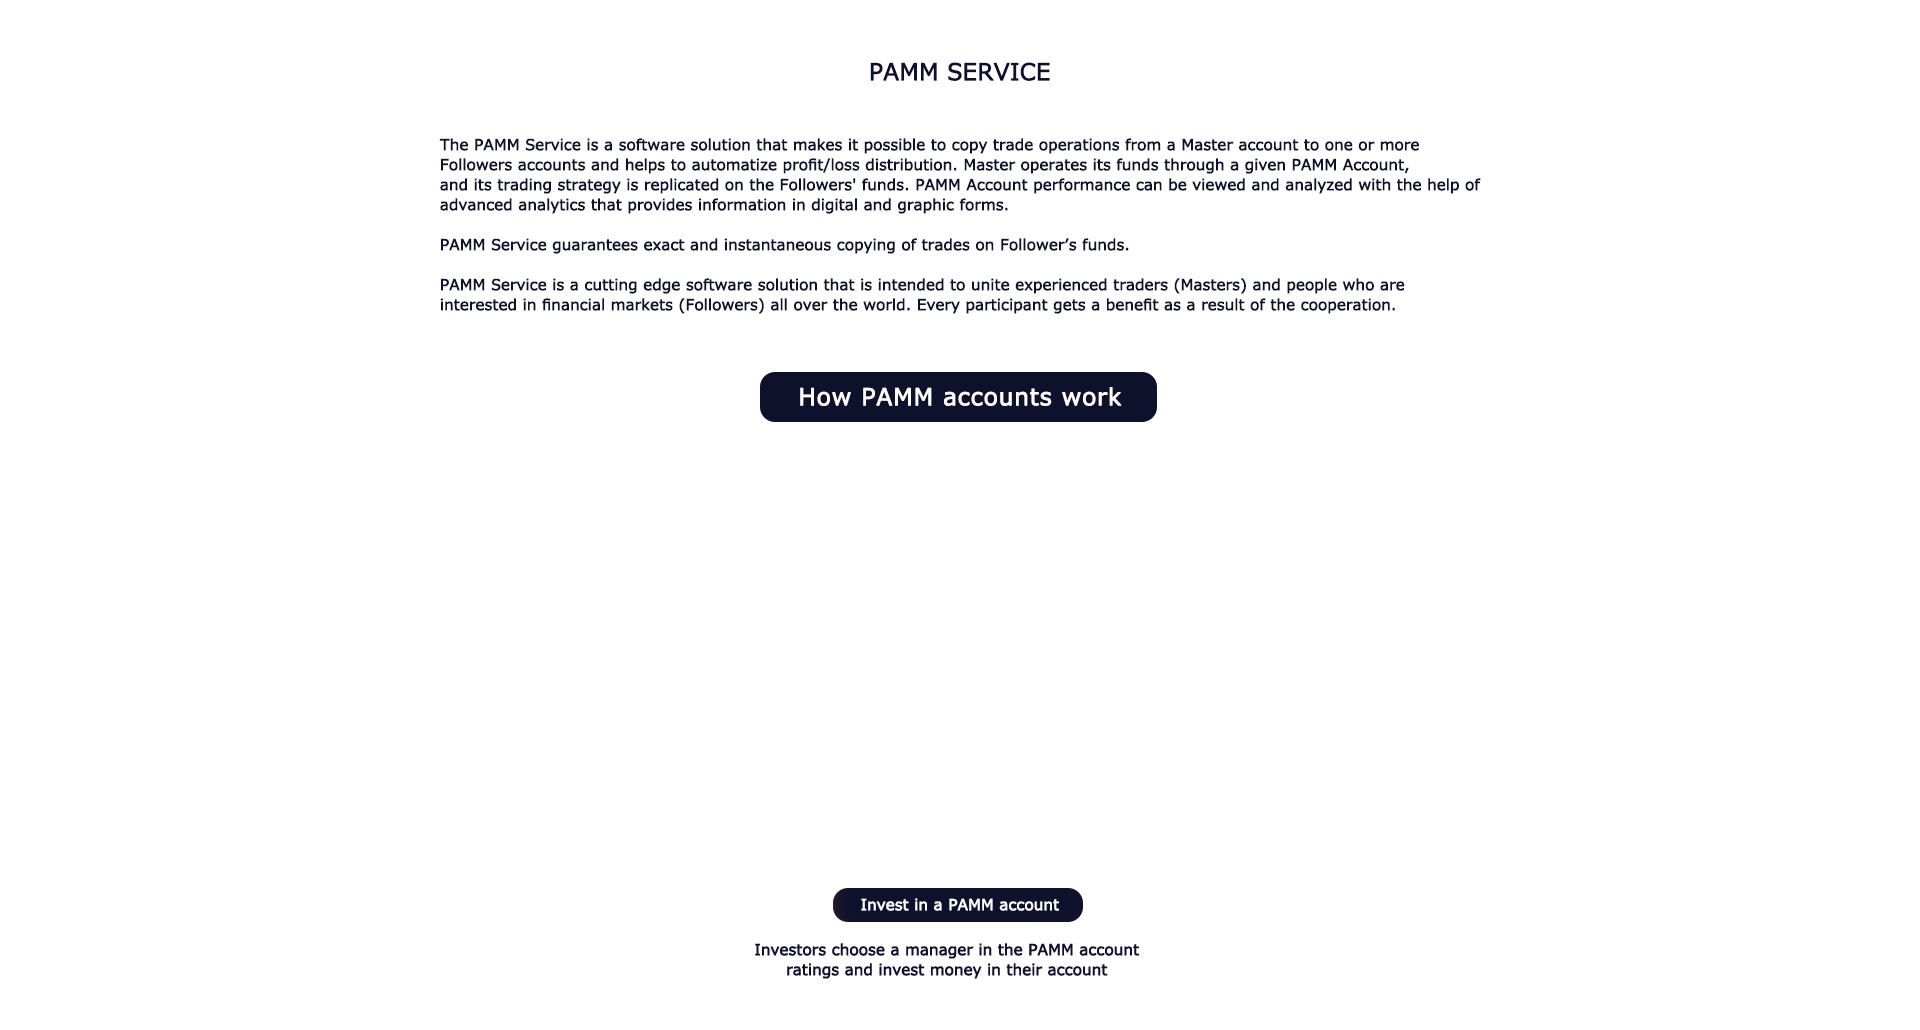 PAMM SERVICE
The PAMM Service is a software solution that makes it possible to copy trade operations from a Master account to one or more
Followers accounts and helps to automatize profit/loss distribution. Master operates its funds through a given PAMM Account,
and its trading strategy is replicated on the Followers' funds. PAMM Account performance can be viewed and analyzed with the help of
advanced analytics that provides information in digital and graphic forms.
PAMM Service guarantees exact and instantaneous copying of trades on Follower’s funds.
PAMM Service is a cutting edge software solution that is intended to unite experienced traders (Masters) and people who are
interested in financial markets (Followers) all over the world. Every participant gets a benefit as a result of the cooperation.
How PAMM accounts work
Invest in a PAMM account
Investors choose a manager in the PAMM account
ratings and invest money in their account